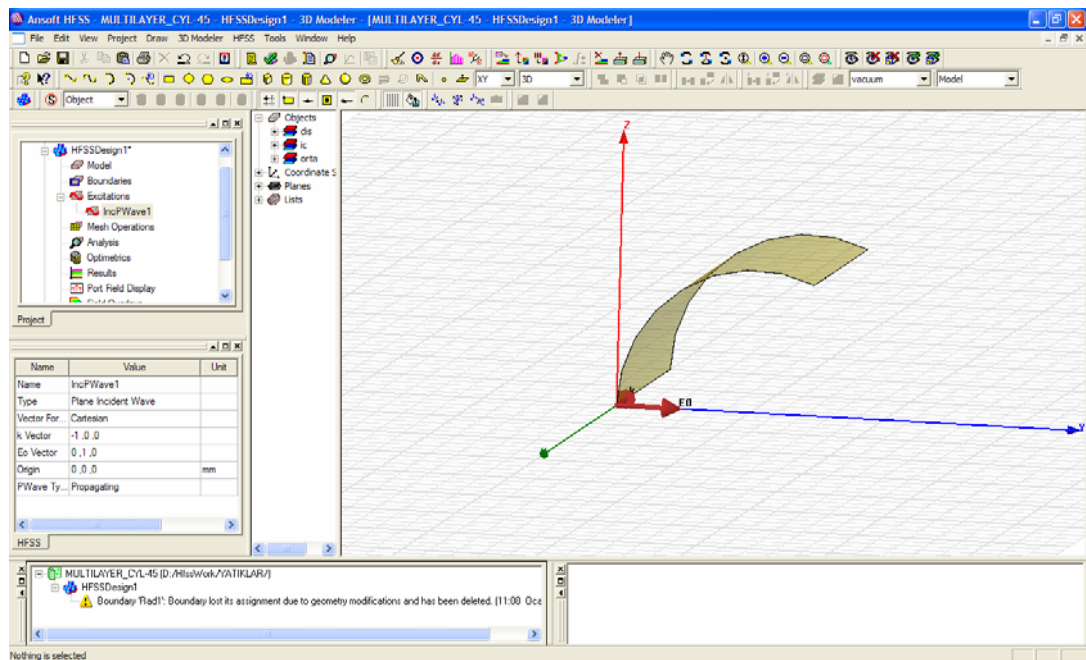 Ansoft HFSS - MULTILAYER_CYL-45 - HFSSDesign1 - 3D Modeler - [MULTILAYER_CYL-45 - HFSSDesign1 - 3D Modeler]
File Edit View Project Draw 3D Modeler HFSS Tools Window Help
XY 3D vacuum Model
Object
HFSSDesign1*
Model
Boundaries
Excitations
IncPWave1
Mesh Operations
Analysis
Optimetrics
Results
Port Field Display
Project
Objects
dis
ic
orta
Coordinate S
Planes
Lists
Name Value Unit
Name IncPWave1
Type Plane Incident Wave
Vector For... Cartesian
k Vector -1 ,0 ,0
Eo Vector 0 ,1 ,0
Origin 0 ,0 ,0 mm
PWave Ty... Propagating
HFSS
Z
E0
Y
MULTILAYER_CYL-45 (D:/HfssWork/YATIKLAR/)
HFSSDesign1
Boundary 'Rad1': Boundary lost its assignment due to geometry modifications and has been deleted. (11:08 Oca
Nothing is selected